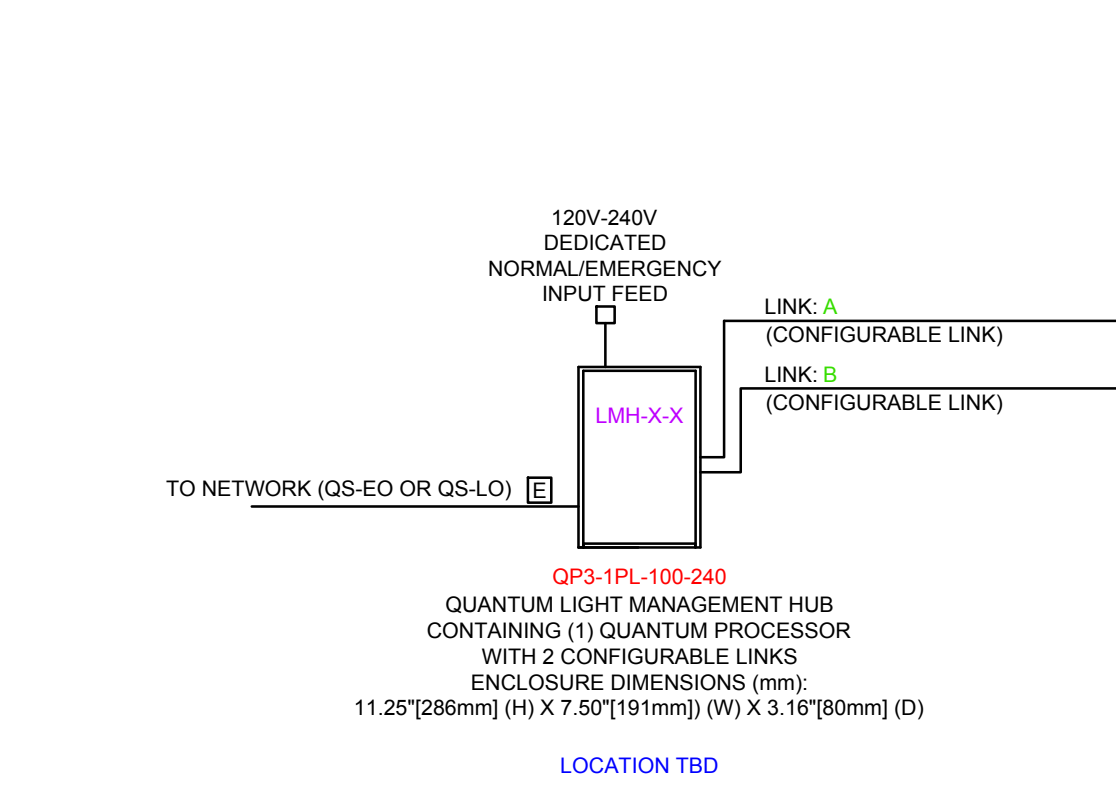 120V-240V
DEDICATED
NORMAL/EMERGENCY
INPUT FEED
LINK: A
(CONFIGURABLE LINK)
LINK: B
(CONFIGURABLE LINK)
LMH-X-X
TO NETWORK (QS-EO OR QS-LO) E
QP3-1PL-100-240
QUANTUM LIGHT MANAGEMENT HUB
CONTAINING (1) QUANTUM PROCESSOR
WITH 2 CONFIGURABLE LINKS
ENCLOSURE DIMENSIONS (mm):
11.25"[286mm] (H) X 7.50"[191mm]) (W) X 3.16"[80mm] (D)
LOCATION TBD